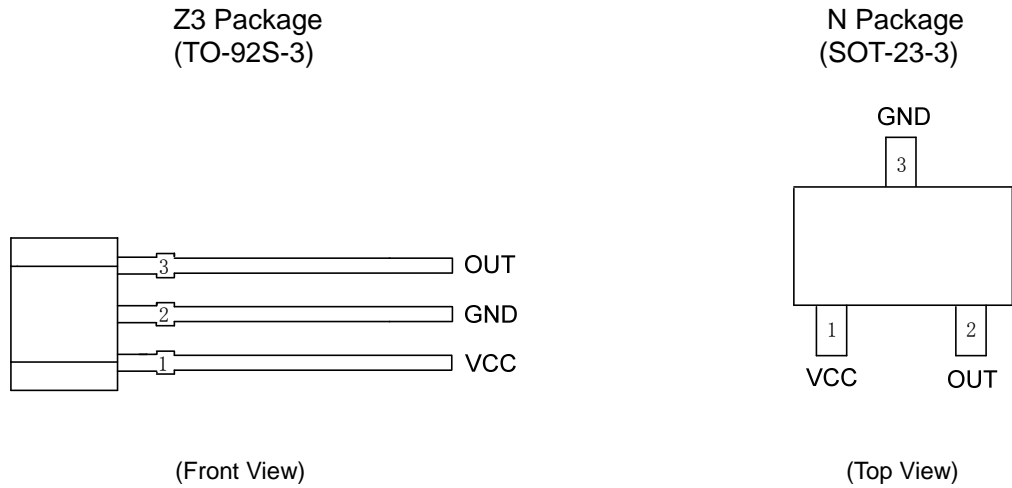 Z3 Package
(TO-92S-3)
3 OUT
2 GND
1 VCC
(Front View)
N Package
(SOT-23-3)
GND
3
1 2
VCC OUT
(Top View)